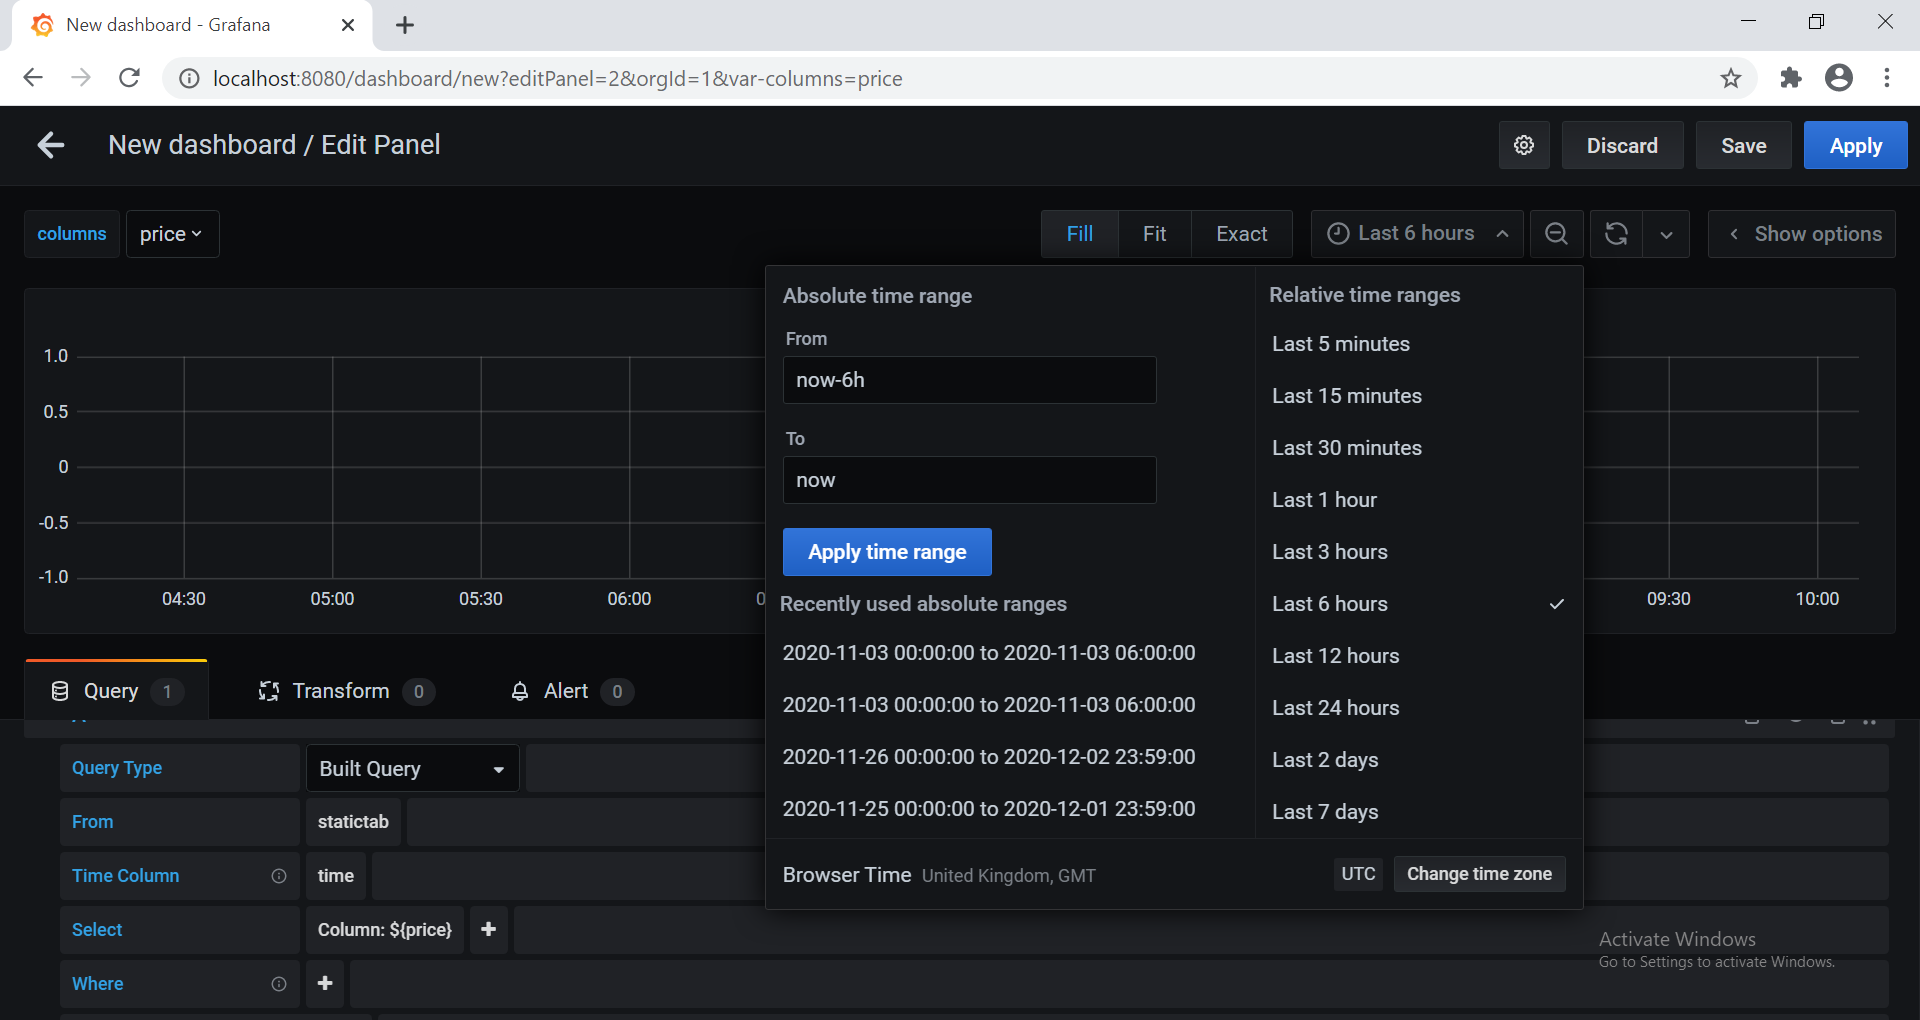 New dashboard - Grafana
localhost:8080/dashboard/new?editPanel=2&orgId=1&var-columns=price
New dashboard / Edit Panel
Discard
Save
Apply
columns
price
Fill
Fit
Exact
Last 6 hours
Show options
1.0
0.5
0
-0.5
-1.0
04:30
05:00
05:30
06:00
09:30
10:00
Absolute time range
From
now-6h
To
now
Apply time range
Recently used absolute ranges
2020-11-03 00:00:00 to 2020-11-03 06:00:00
2020-11-03 00:00:00 to 2020-11-03 06:00:00
2020-11-26 00:00:00 to 2020-12-02 23:59:00
2020-11-25 00:00:00 to 2020-12-01 23:59:00
Relative time ranges
Last 5 minutes
Last 15 minutes
Last 30 minutes
Last 1 hour
Last 3 hours
Last 6 hours
Last 12 hours
Last 24 hours
Last 2 days
Last 7 days
Browser Time United Kingdom, GMT
UTC
Change time zone
Query 1
Transform 0
Alert 0
Query Type
Built Query
From
statictab
Time Column
time
Select
Column: ${price}
Where
Activate Windows
Go to Settings to activate Windows.